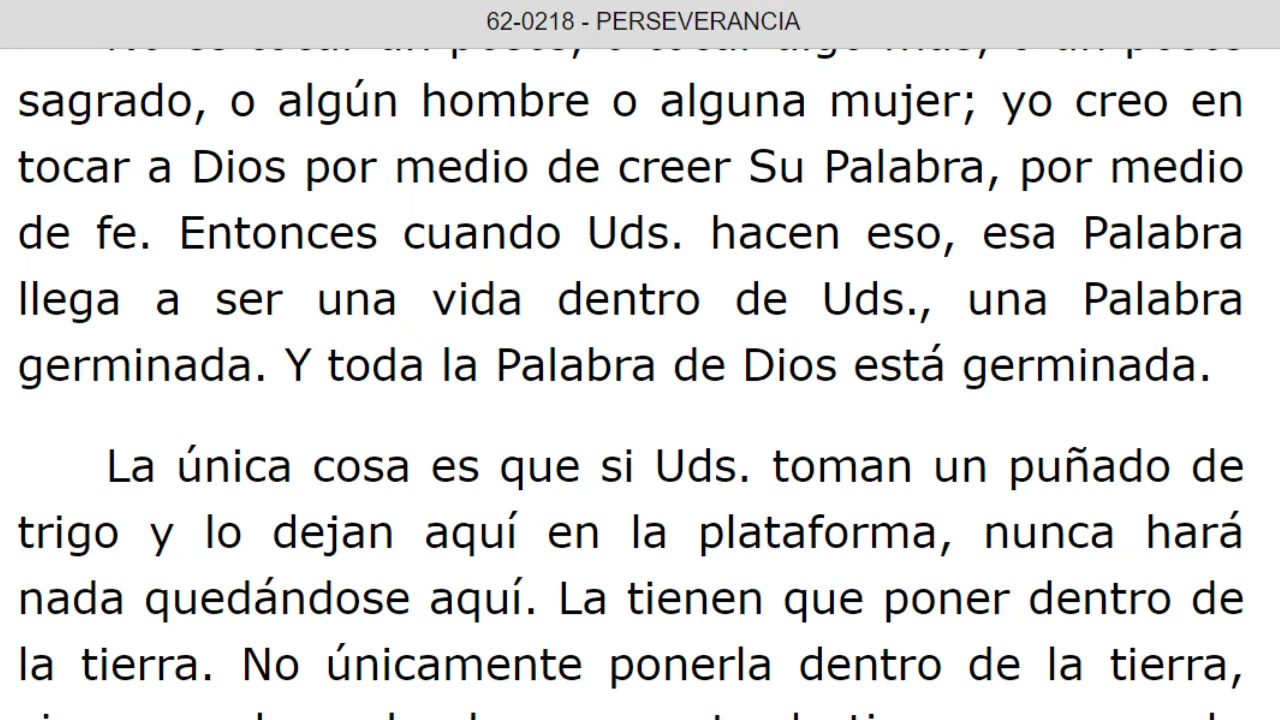 62-0218 - PERSEVERANCIA
sagrado, o algún hombre o alguna mujer; yo creo en
tocar a Dios por medio de creer Su Palabra, por medio
de fe. Entonces cuando Uds. hacen eso, esa Palabra
llega a ser una vida dentro de Uds., una Palabra
germinada. Y toda la Palabra de Dios está germinada.
La única cosa es que si Uds. toman un puñado de
trigo y lo dejan aquí en la plataforma, nunca hará
nada quedándose aquí. La tienen que poner dentro de
la tierra. No únicamente ponerla dentro de la tierra,